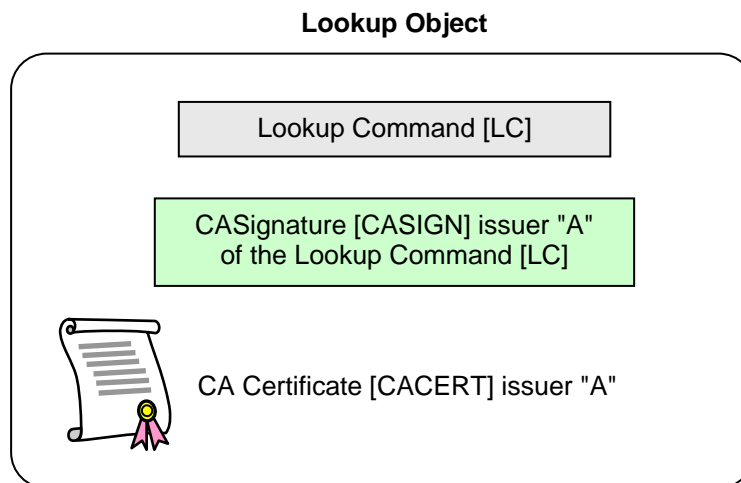 Lookup Object
Lookup Command [LC]
CASignature [CASIGN] issuer "A"
of the Lookup Command [LC]
CA Certificate [CACERT] issuer "A"